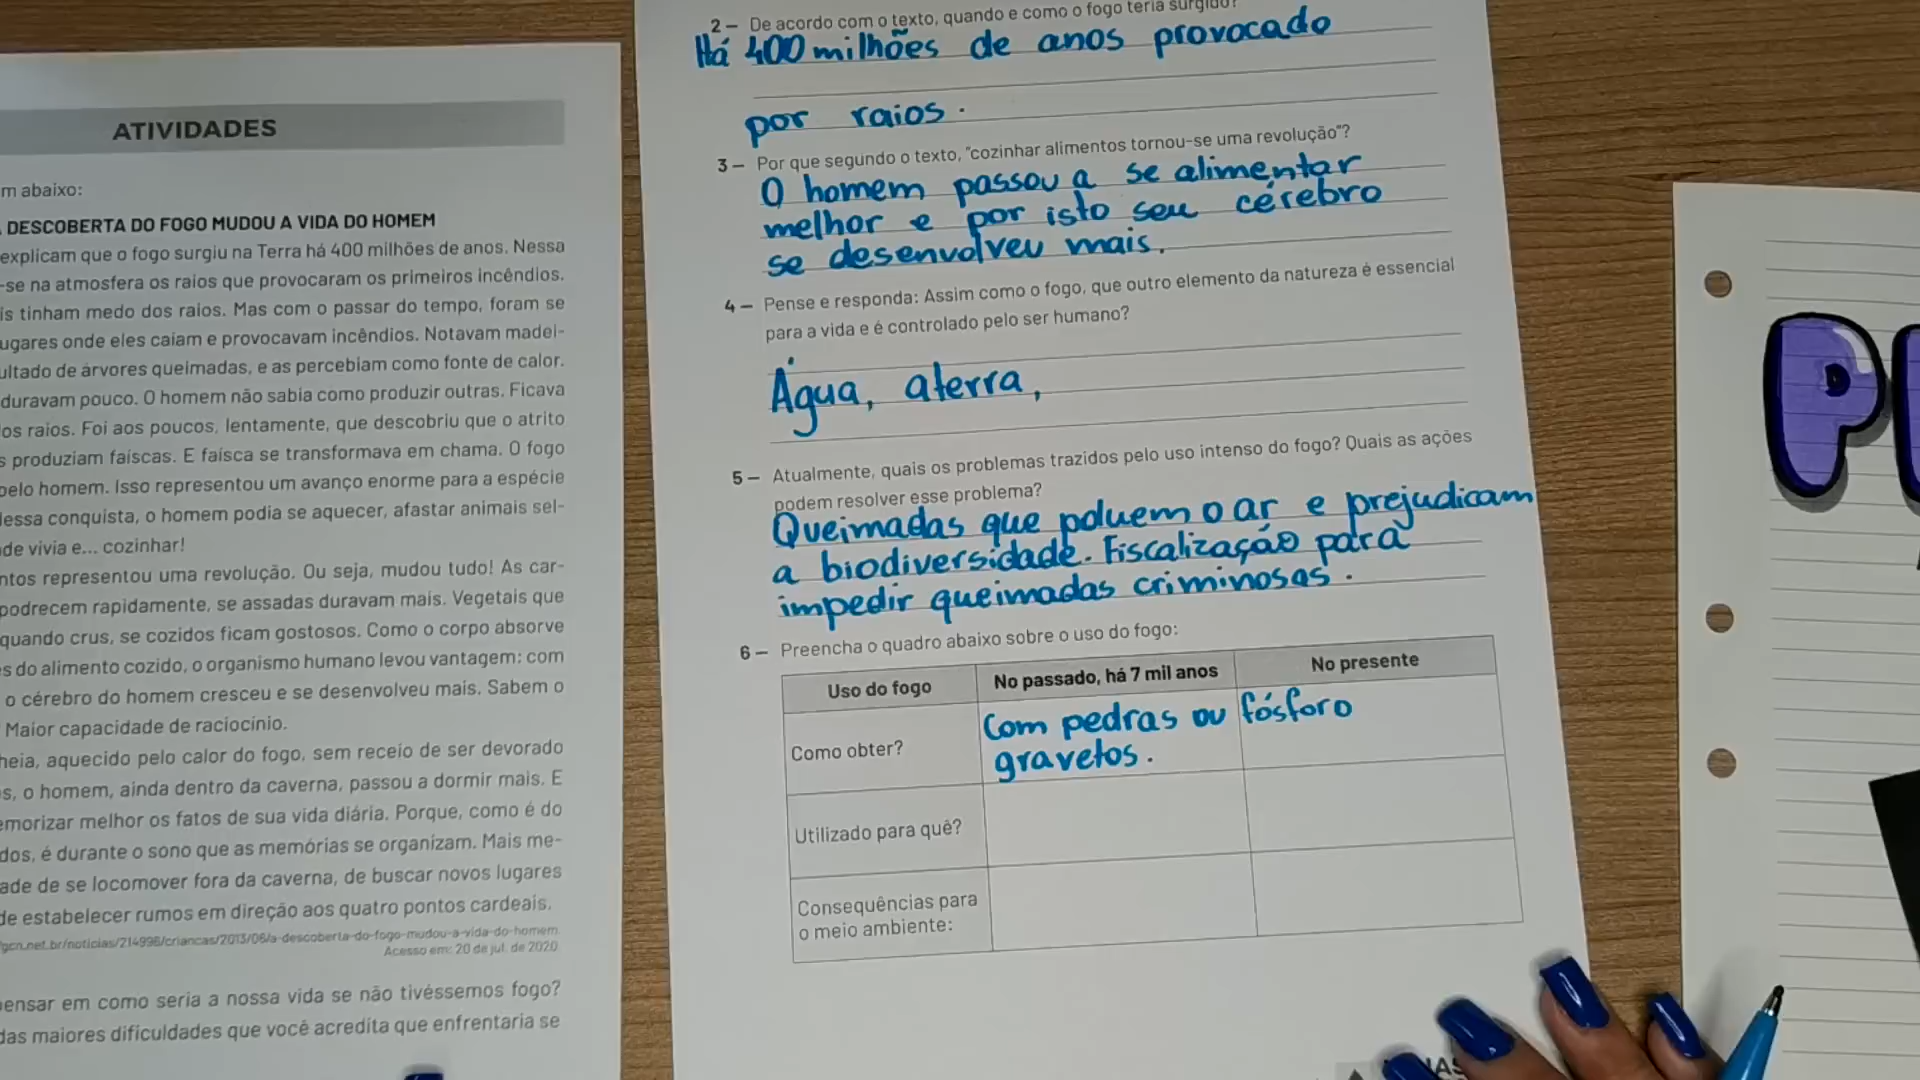 ATIVIDADES
m abaixo:
DESCOBERTA DO FOGO MUDOU A VIDA DO HOMEM
explicam que o fogo surgiu na Terra há 400 milhões de anos. Nessa
-se na atmosfera os raios que provocaram os primeiros incêndios.
is tinham medo dos raios. Mas com o passar do tempo, foram se
ugares onde eles caíam e provocavam incêndios. Notavam madei-
ultado de árvores queimadas, e as percebiam como fonte de calor.
duravam pouco. O homem não sabia como produzir outras. Ficava
os raios. Foi aos poucos, lentamente, que descobriu que o atrito
s produziam faíscas. E faísca se transformava em chama. O fogo
pelo homem. Isso representou um avanço enorme para a espécie
dessa conquista, o homem podia se aquecer, afastar animais sel-
de vivia e... cozinhar!
ntos representou uma revolução. Ou seja, mudou tudo! As car-
podrecem rapidamente, se assadas duravam mais. Vegetais que
quando crus, se cozidos ficam gostosos. Como o corpo absorve
s do alimento cozido, o organismo humano levou vantagem: com
o cérebro do homem cresceu e se desenvolveu mais. Sabem o
Maior capacidade de raciocínio.
heia, aquecido pelo calor do fogo, sem receio de ser devorado
s, o homem, ainda dentro da caverna, passou a dormir mais. E
emorizar melhor os fatos de sua vida diária. Porque, como é do
dos, é durante o sono que as memórias se organizam. Mais me-
ade de se locomover fora da caverna, de buscar novos lugares
de estabelecer rumos em direção aos quatro pontos cardeais.
gcn.net.br/noticias/214996/criancas/2013/06/a-descoberta-do-fogo-mudou-a-vida-do-homem.
Acesso em: 20 de jul. de 2020.
pensar em como seria a nossa vida se não tivéssemos fogo?
das maiores dificuldades que você acredita que enfrentaria se
2 — De acordo com o texto, quando e como o fogo teria surgido?
Há 400 milhões de anos provocado
por raios.
3 — Por que segundo o texto, "cozinhar alimentos tornou-se uma revolução"?
O homem passou a se alimentar
melhor e por isto seu cérebro
se desenvolveu mais.
4 — Pense e responda: Assim como o fogo, que outro elemento da natureza é essencial
para a vida e é controlado pelo ser humano?
Água, a terra,
5 — Atualmente, quais os problemas trazidos pelo uso intenso do fogo? Quais as ações
podem resolver esse problema?
Queimadas que poluem o ar e prejudicam
a biodiversidade. Fiscalização para
impedir queimadas criminosas.
6 — Preencha o quadro abaixo sobre o uso do fogo:
Uso do fogo No passado, há 7 mil anos No presente
Como obter? Com pedras ou gravetos. fósforo
Utilizado para quê?
Consequências para
o meio ambiente: